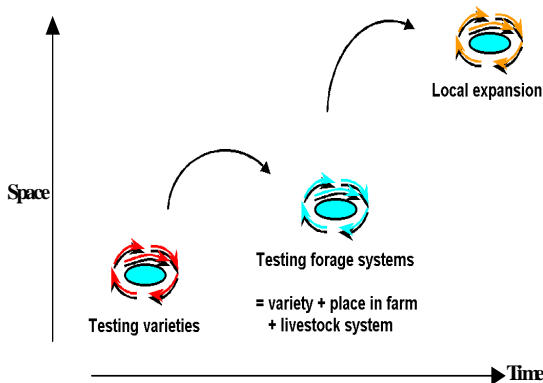 Local expansion
Space
Testing forage systems
= variety + place in farm
+ livestock system
Testing varieties
Time